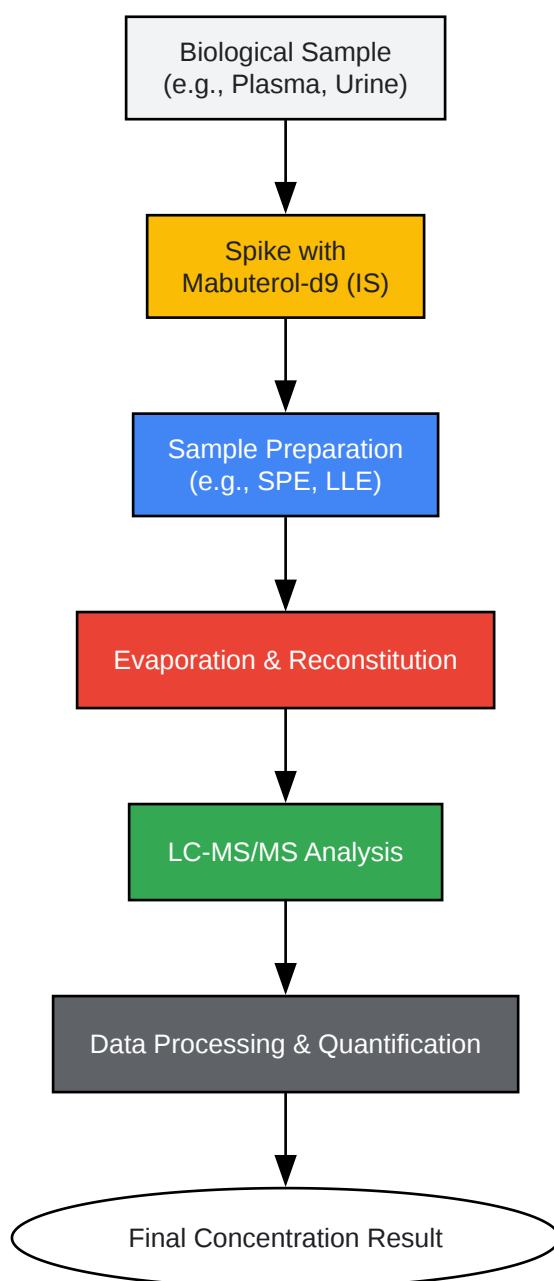 Biological Sample
(e.g., Plasma, Urine)
Spike with
Mabuterol-d9 (IS)
Sample Preparation
(e.g., SPE, LLE)
Evaporation & Reconstitution
LC-MS/MS Analysis
Data Processing & Quantification
Final Concentration Result